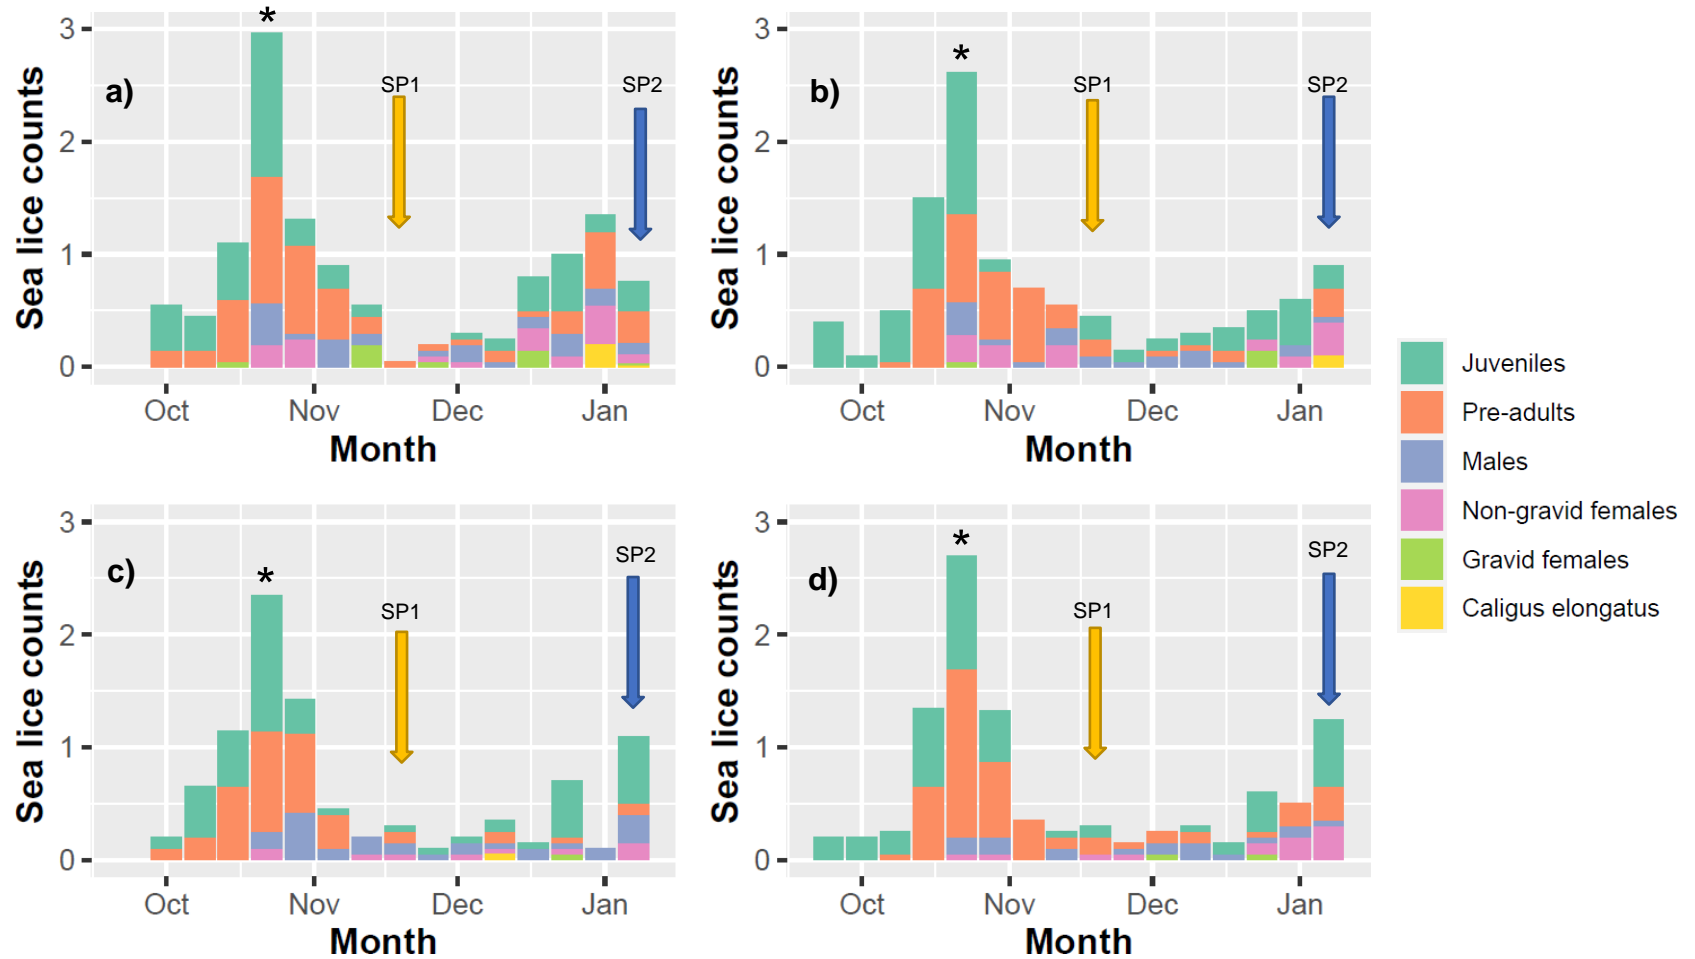 a)
*
SP1
SP2
3
2
1
0
Sea lice counts
Oct
Nov
Dec
Jan
Month
b)
*
SP1
SP2
3
2
1
0
Sea lice counts
Oct
Nov
Dec
Jan
Month
c)
*
SP1
SP2
3
2
1
0
Sea lice counts
Oct
Nov
Dec
Jan
Month
d)
*
SP1
SP2
3
2
1
0
Sea lice counts
Oct
Nov
Dec
Jan
Month
Juveniles
Pre-adults
Males
Non-gravid females
Gravid females
Caligus elongatus